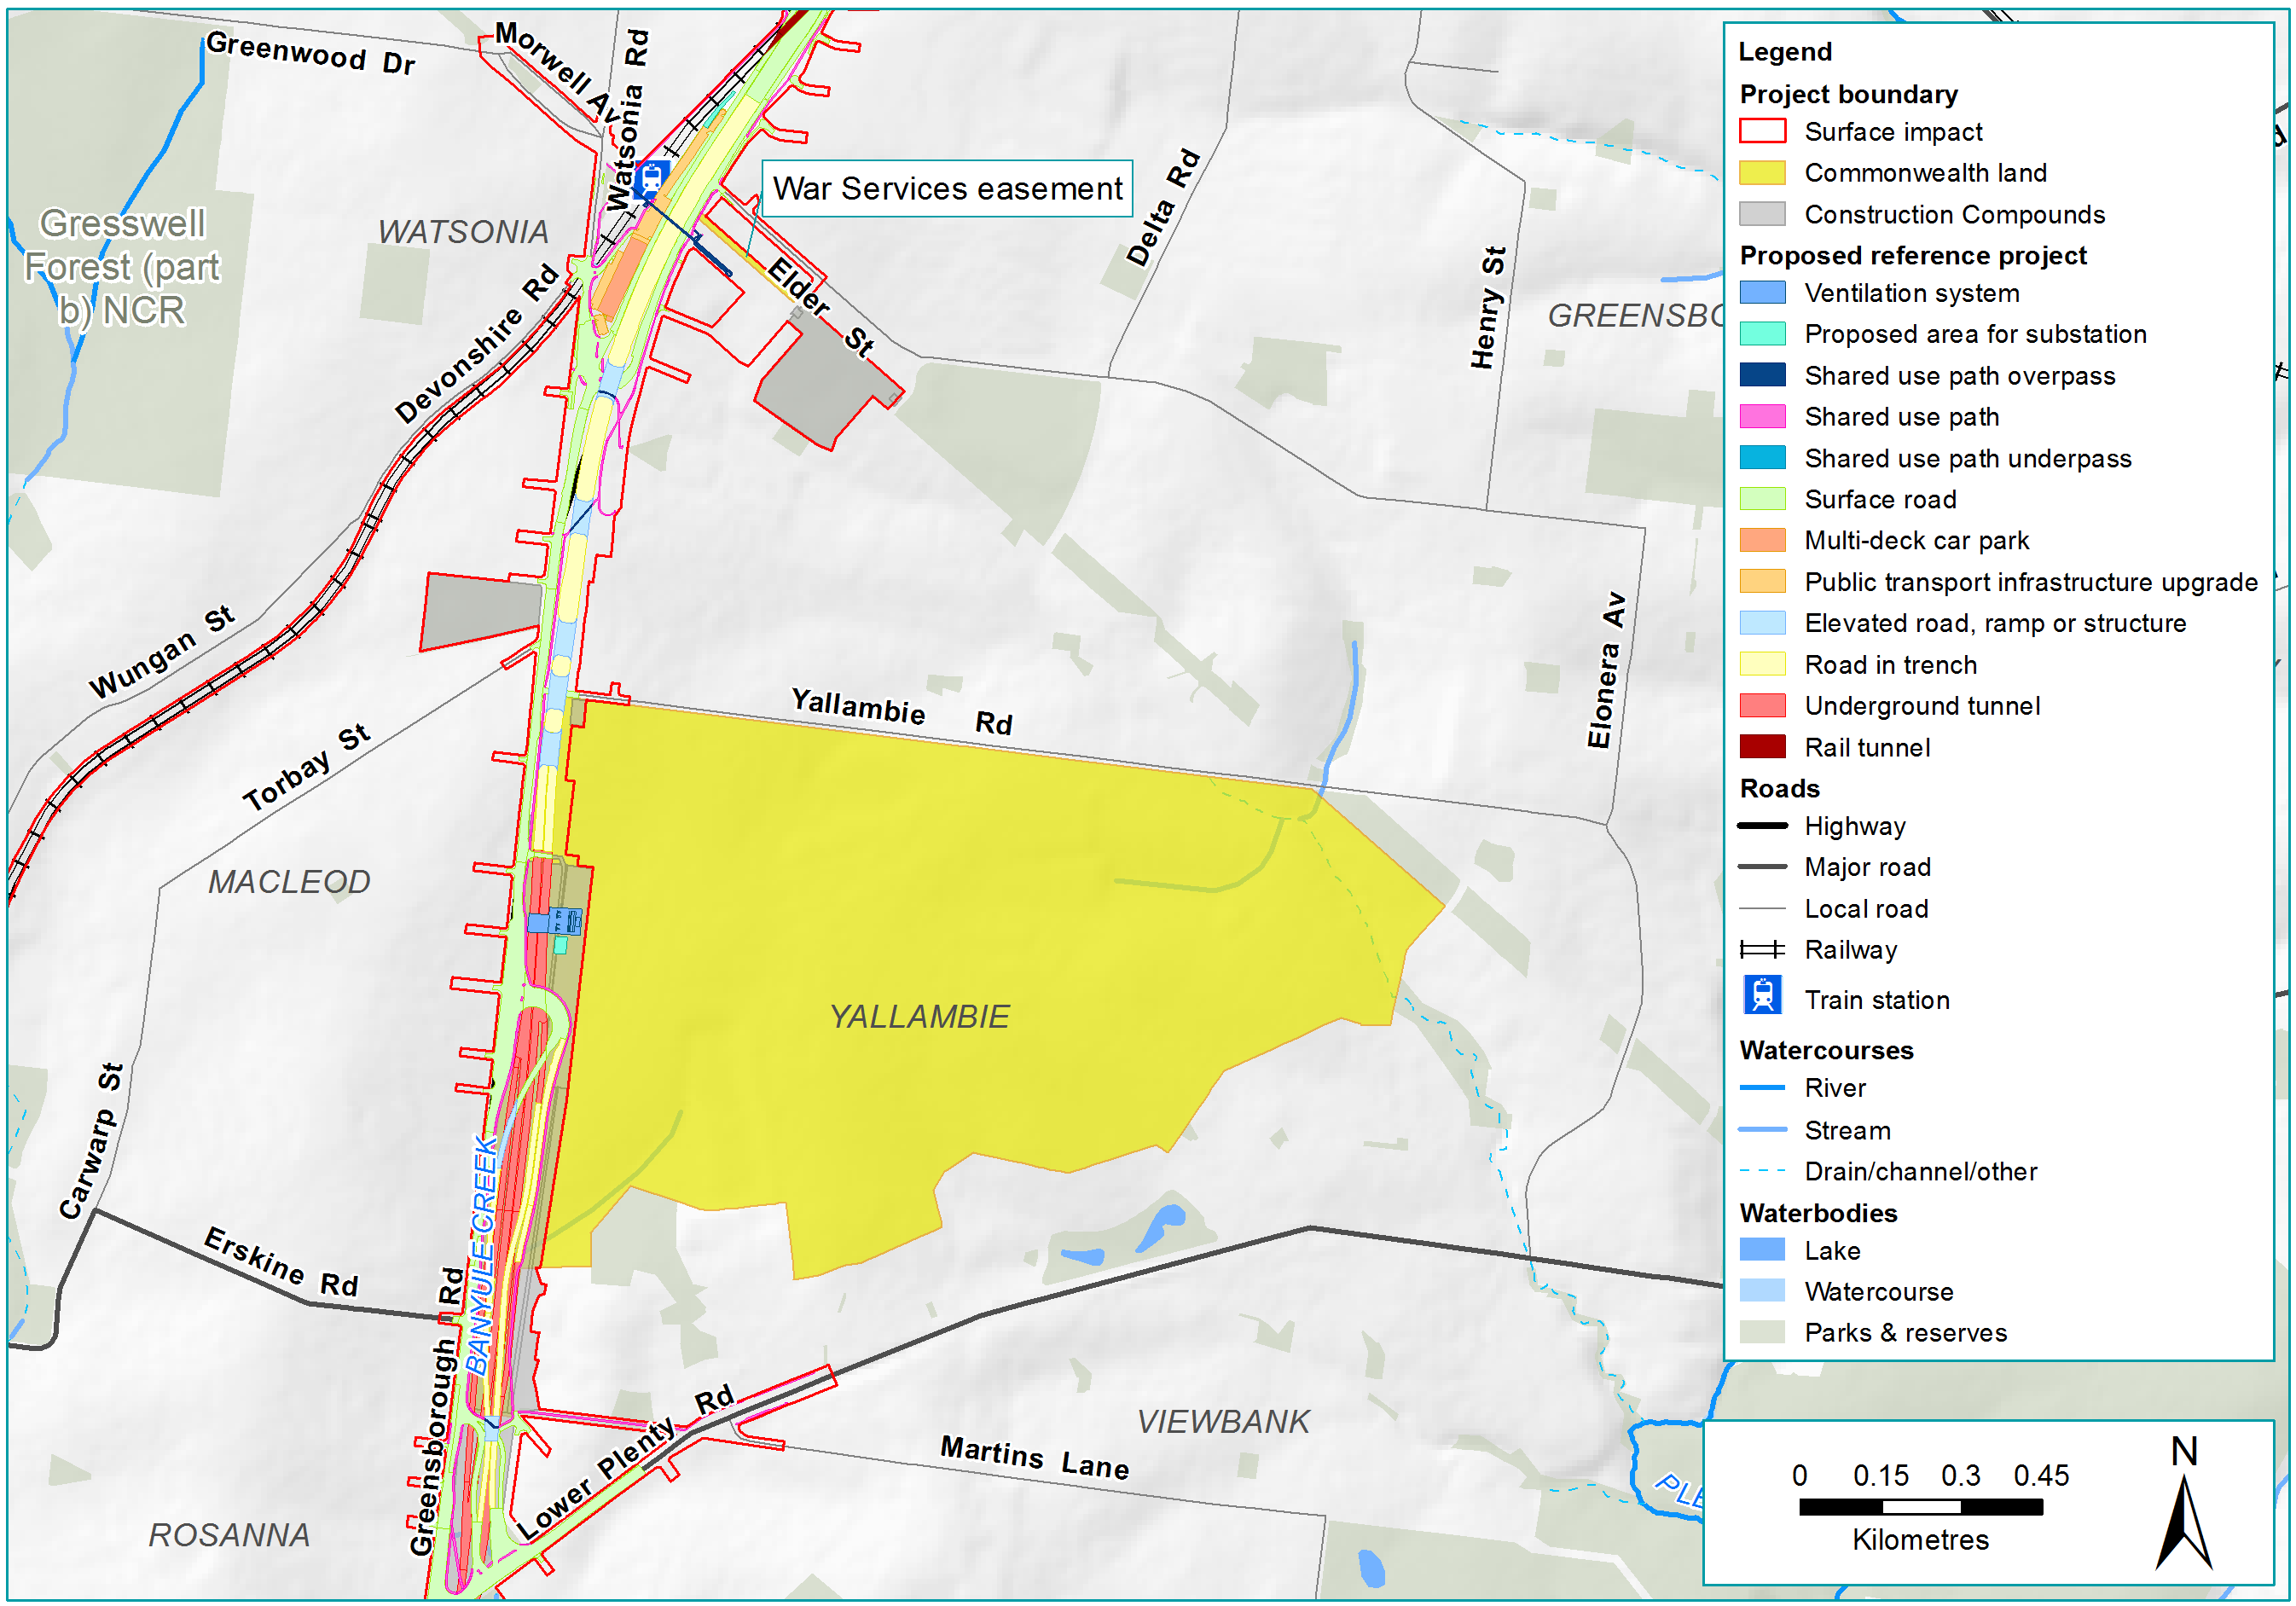 Greenwood Dr
Morwell Av
Watsonia Rd
War Services easement
Delta Rd
Gresswell
Forest (part
b) NCR
WATSONIA
Devonshire Rd
Elder St
Henry St
GREENSBO
Wungan St
Torbay St
Yallambie Rd
Elonera Av
MACLEOD
YALLAMBIE
Carwarp St
BANYULE CREEK
Erskine Rd
Greensborough Rd
Lower Plenty Rd
Martins Lane
VIEWBANK
ROSANNA
PLE
Legend
Project boundary
Surface impact
Commonwealth land
Construction Compounds
Proposed reference project
Ventilation system
Proposed area for substation
Shared use path overpass
Shared use path
Shared use path underpass
Surface road
Multi-deck car park
Public transport infrastructure upgrade
Elevated road, ramp or structure
Road in trench
Underground tunnel
Rail tunnel
Roads
Highway
Major road
Local road
Railway
Train station
Watercourses
River
Stream
Drain/channel/other
Waterbodies
Lake
Watercourse
Parks & reserves
0 0.15 0.3 0.45
Kilometres
N